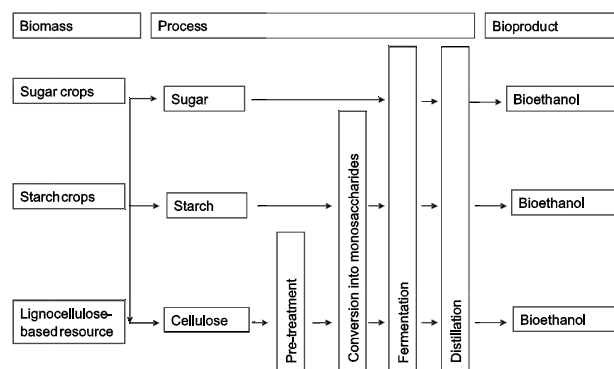 Biomass
Process
Bioproduct
Sugar crops
Sugar
Bioethanol
Starch crops
Starch
Bioethanol
Lignocellulose-
based resource
Cellulose
Pre-treatment
Conversion into monosaccharides
Fermentation
Distillation
Bioethanol